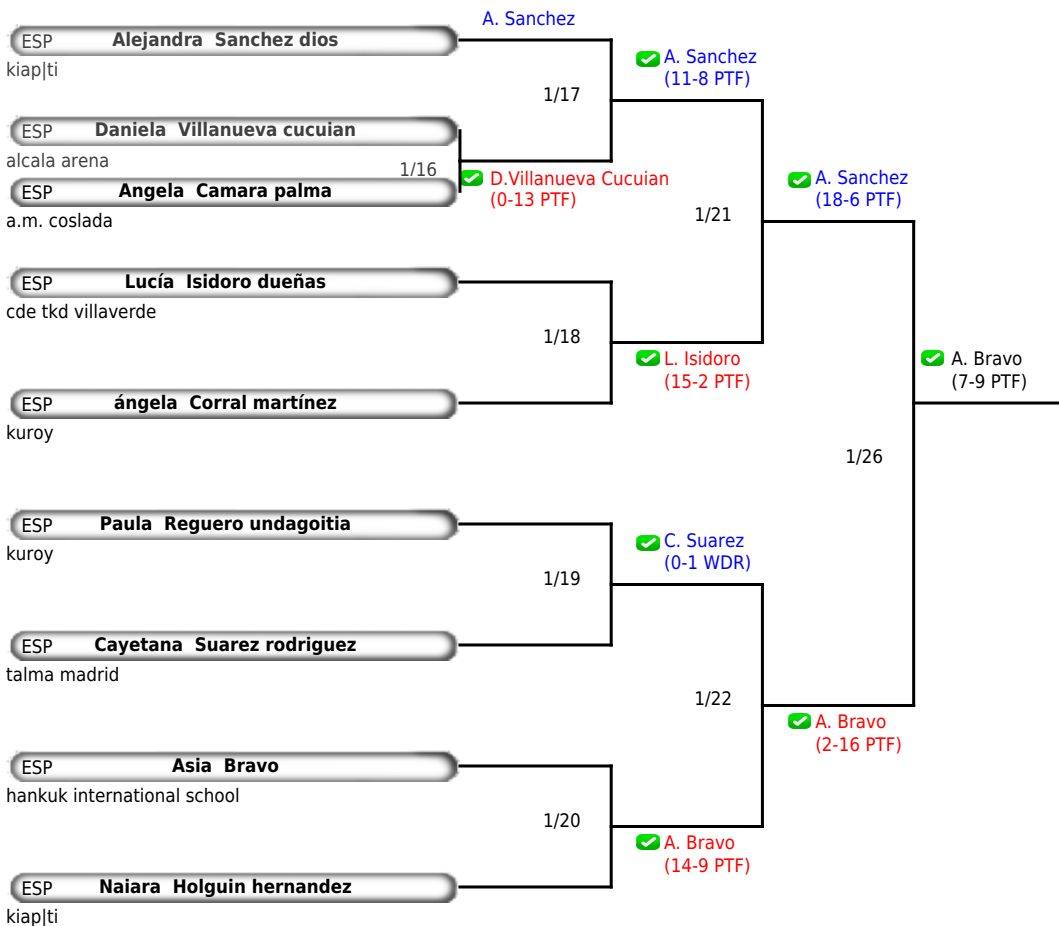 A. Sanchez
ESP Alejandra Sanchez dios
kiap|ti
A. Sanchez
(11-8 PTF)
1/17
ESP Daniela Villanueva cucuian
alcala arena
1/16
D.Villanueva Cucuian
(0-13 PTF)
ESP Angela Camara palma
a.m. coslada
A. Sanchez
(18-6 PTF)
1/21
ESP Lucía Isidoro dueñas
cde tkd villaverde
1/18
L. Isidoro
(15-2 PTF)
A. Bravo
(7-9 PTF)
ESP ángela Corral martínez
kuroy
1/26
ESP Paula Reguero undagoitia
kuroy
C. Suarez
(0-1 WDR)
1/19
ESP Cayetana Suarez rodriguez
talma madrid
1/22
A. Bravo
(2-16 PTF)
ESP Asia Bravo
hankuk international school
1/20
A. Bravo
(14-9 PTF)
ESP Naiara Holguin hernandez
kiap|ti